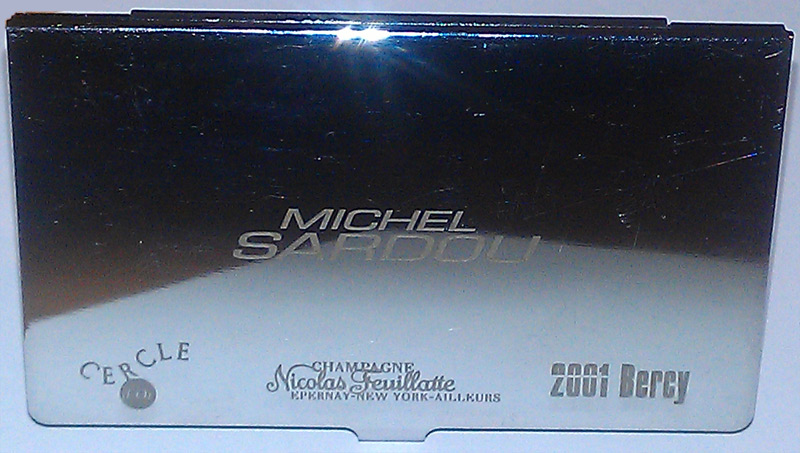 MICHEL
SARDOU
CERCLE
CHAMPAGNE
Nicolas Feuillatte
EPERNAY-NEW YORK-AILLEURS
2001 Bercy